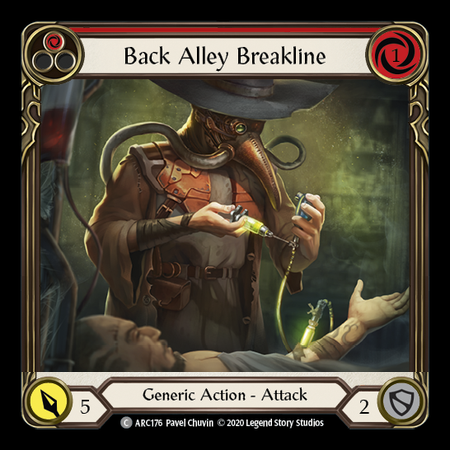 Back Alley Breakline
1
Generic Action - Attack
5
2
C ARC176 Pavel Chuvin © 2020 Legend Story Studios